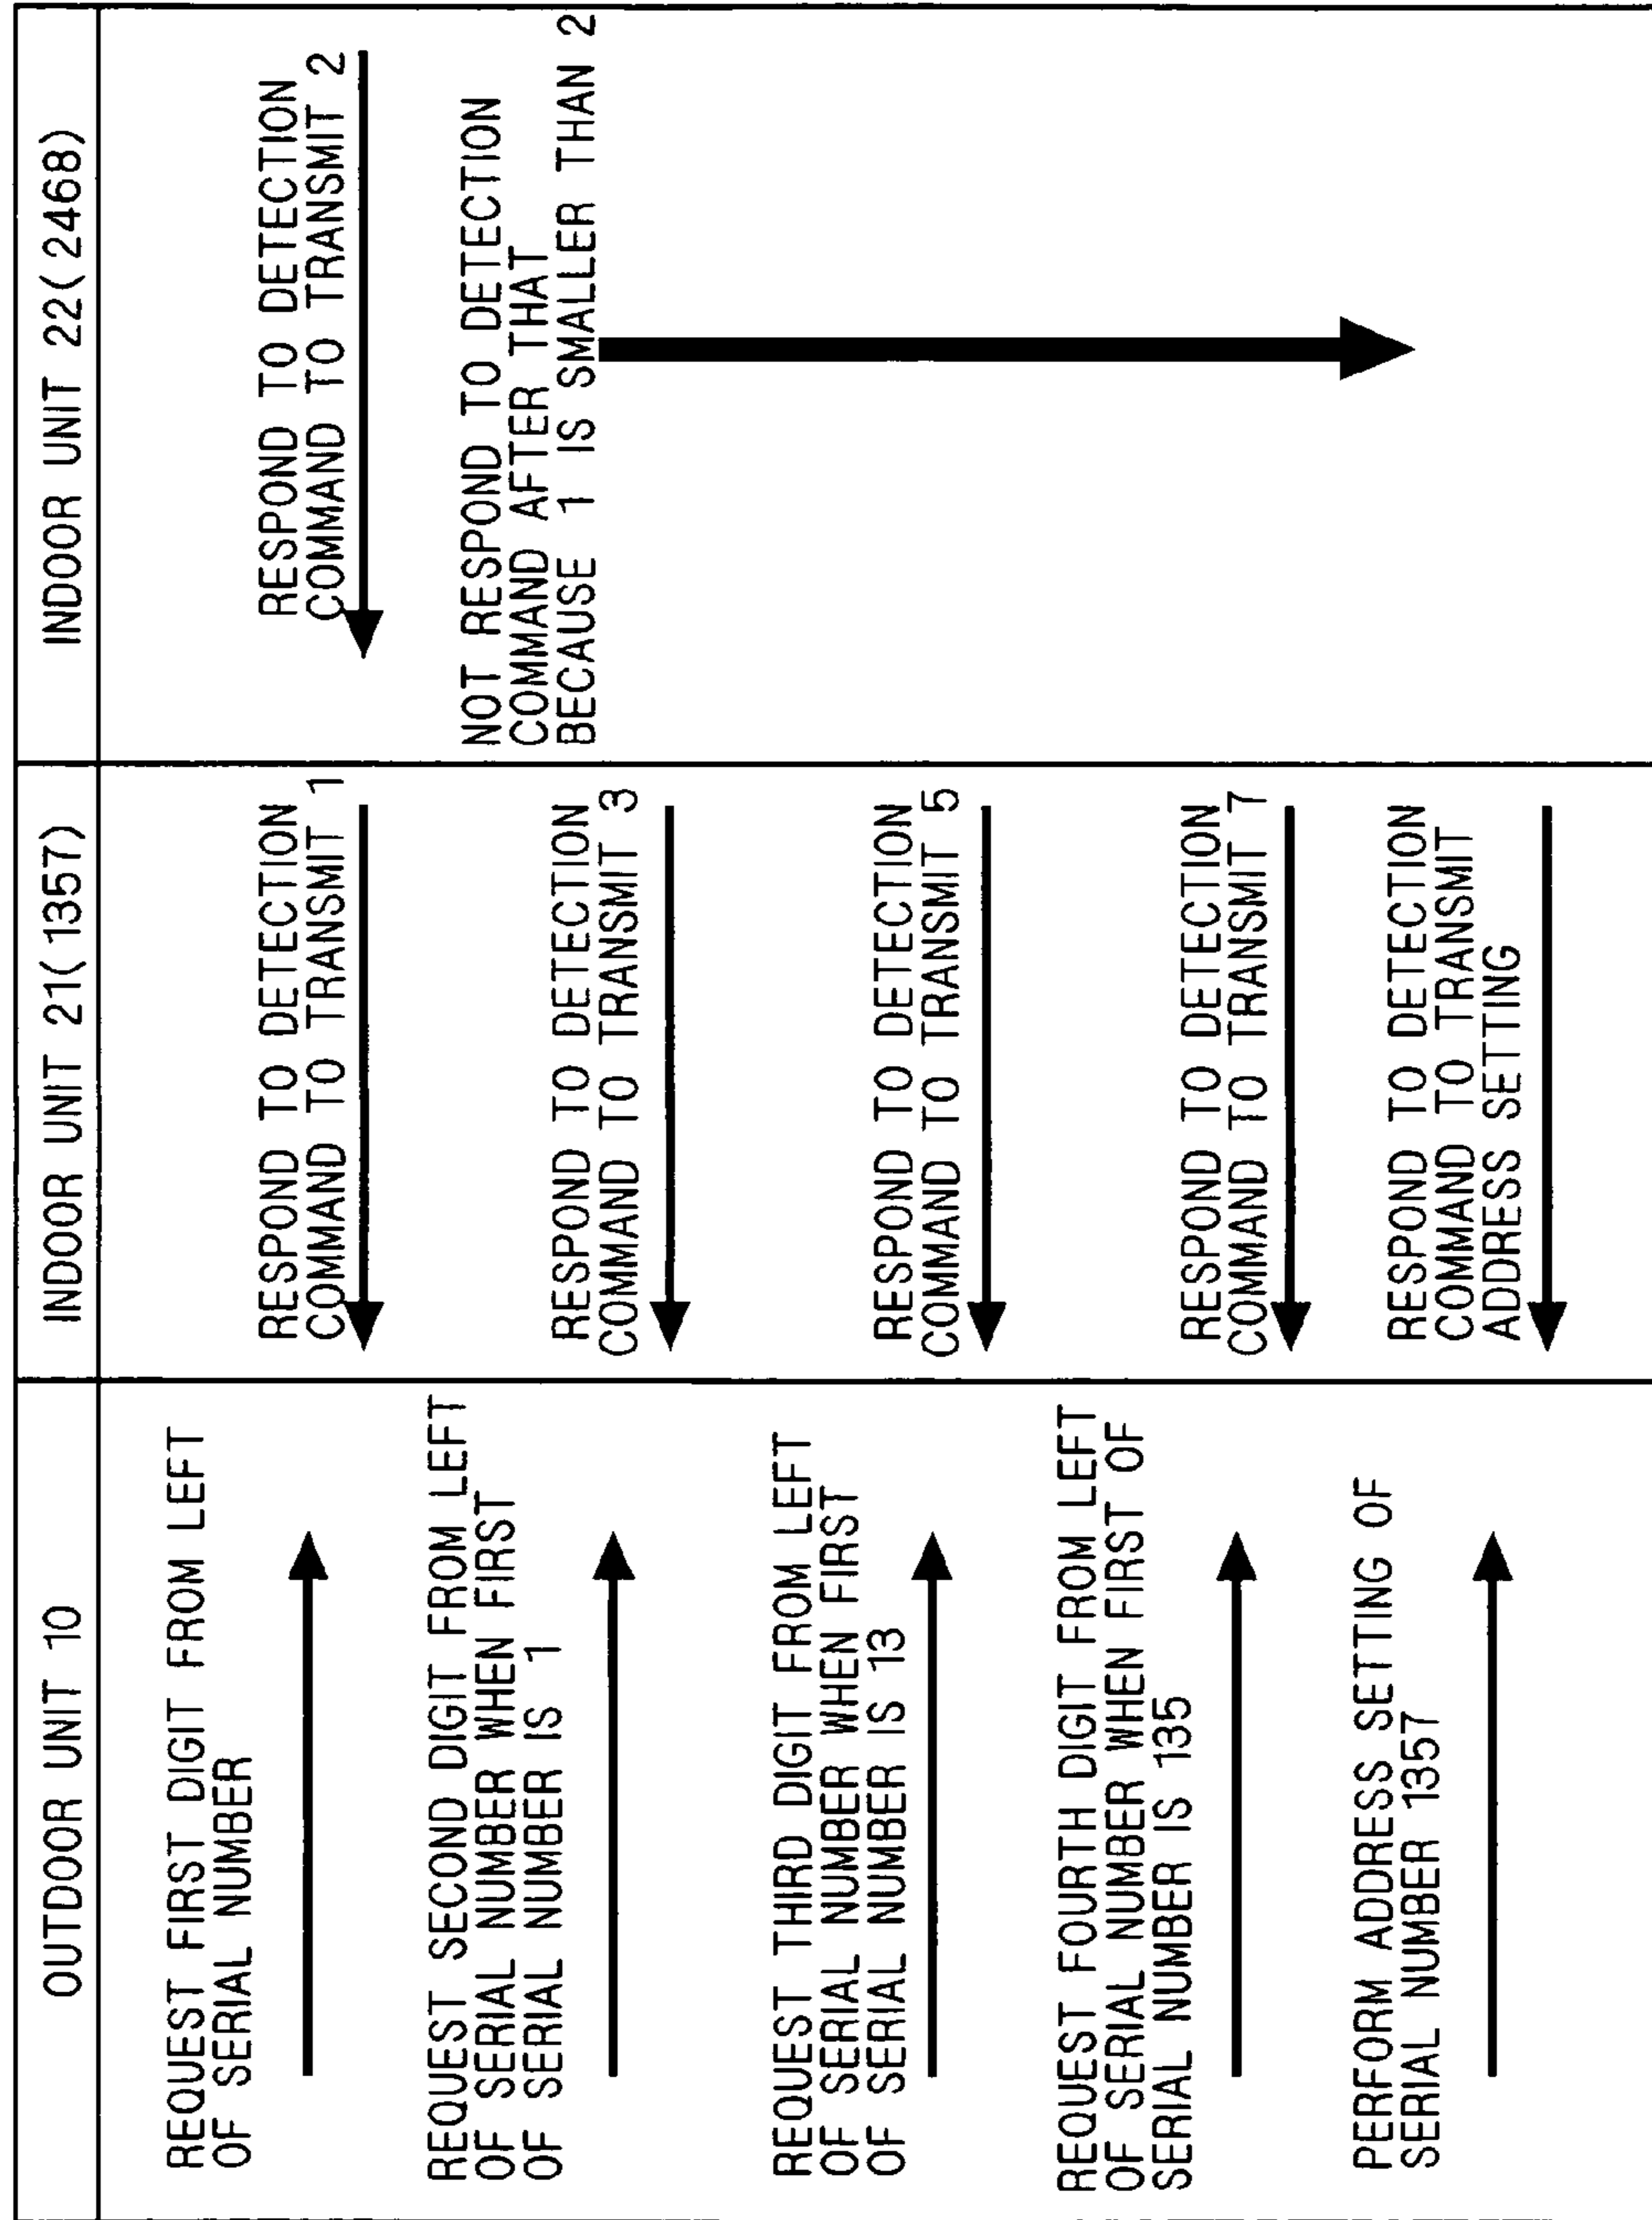 OUTDOOR UNIT 10
INDOOR UNIT 21(1357)
INDOOR UNIT 22(2468)
REQUEST FIRST DIGIT FROM LEFT
OF SERIAL NUMBER
RESPOND TO DETECTION
COMMAND TO TRANSMIT 1
RESPOND TO DETECTION
COMMAND TO TRANSMIT 2
REQUEST SECOND DIGIT FROM LEFT
OF SERIAL NUMBER WHEN FIRST
OF SERIAL NUMBER IS 1
RESPOND TO DETECTION
COMMAND TO TRANSMIT 3
NOT RESPOND TO DETECTION
COMMAND AFTER THAT
BECAUSE 1 IS SMALLER THAN 2
REQUEST THIRD DIGIT FROM LEFT
OF SERIAL NUMBER WHEN FIRST
OF SERIAL NUMBER IS 13
RESPOND TO DETECTION
COMMAND TO TRANSMIT 5
REQUEST FOURTH DIGIT FROM LEFT
OF SERIAL NUMBER WHEN FIRST OF
SERIAL NUMBER IS 135
RESPOND TO DETECTION
COMMAND TO TRANSMIT 7
PERFORM ADDRESS SETTING OF
SERIAL NUMBER 1357
RESPOND TO DETECTION
COMMAND TO TRANSMIT
ADDRESS SETTING